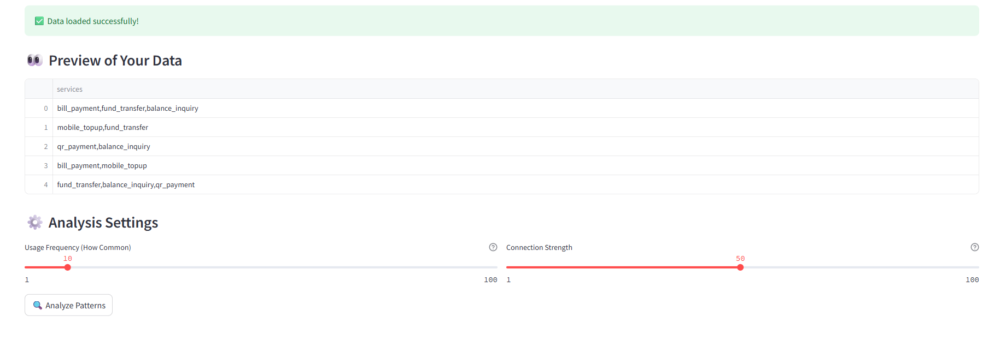 ✅ Data loaded successfully!
👀 Preview of Your Data
services
0 bill_payment,fund_transfer,balance_inquiry
1 mobile_topup,fund_transfer
2 qr_payment,balance_inquiry
3 bill_payment,mobile_topup
4 fund_transfer,balance_inquiry,qr_payment
⚙️ Analysis Settings
Usage Frequency (How Common)
10
1 100
Connection Strength
50
1 100
🔍 Analyze Patterns